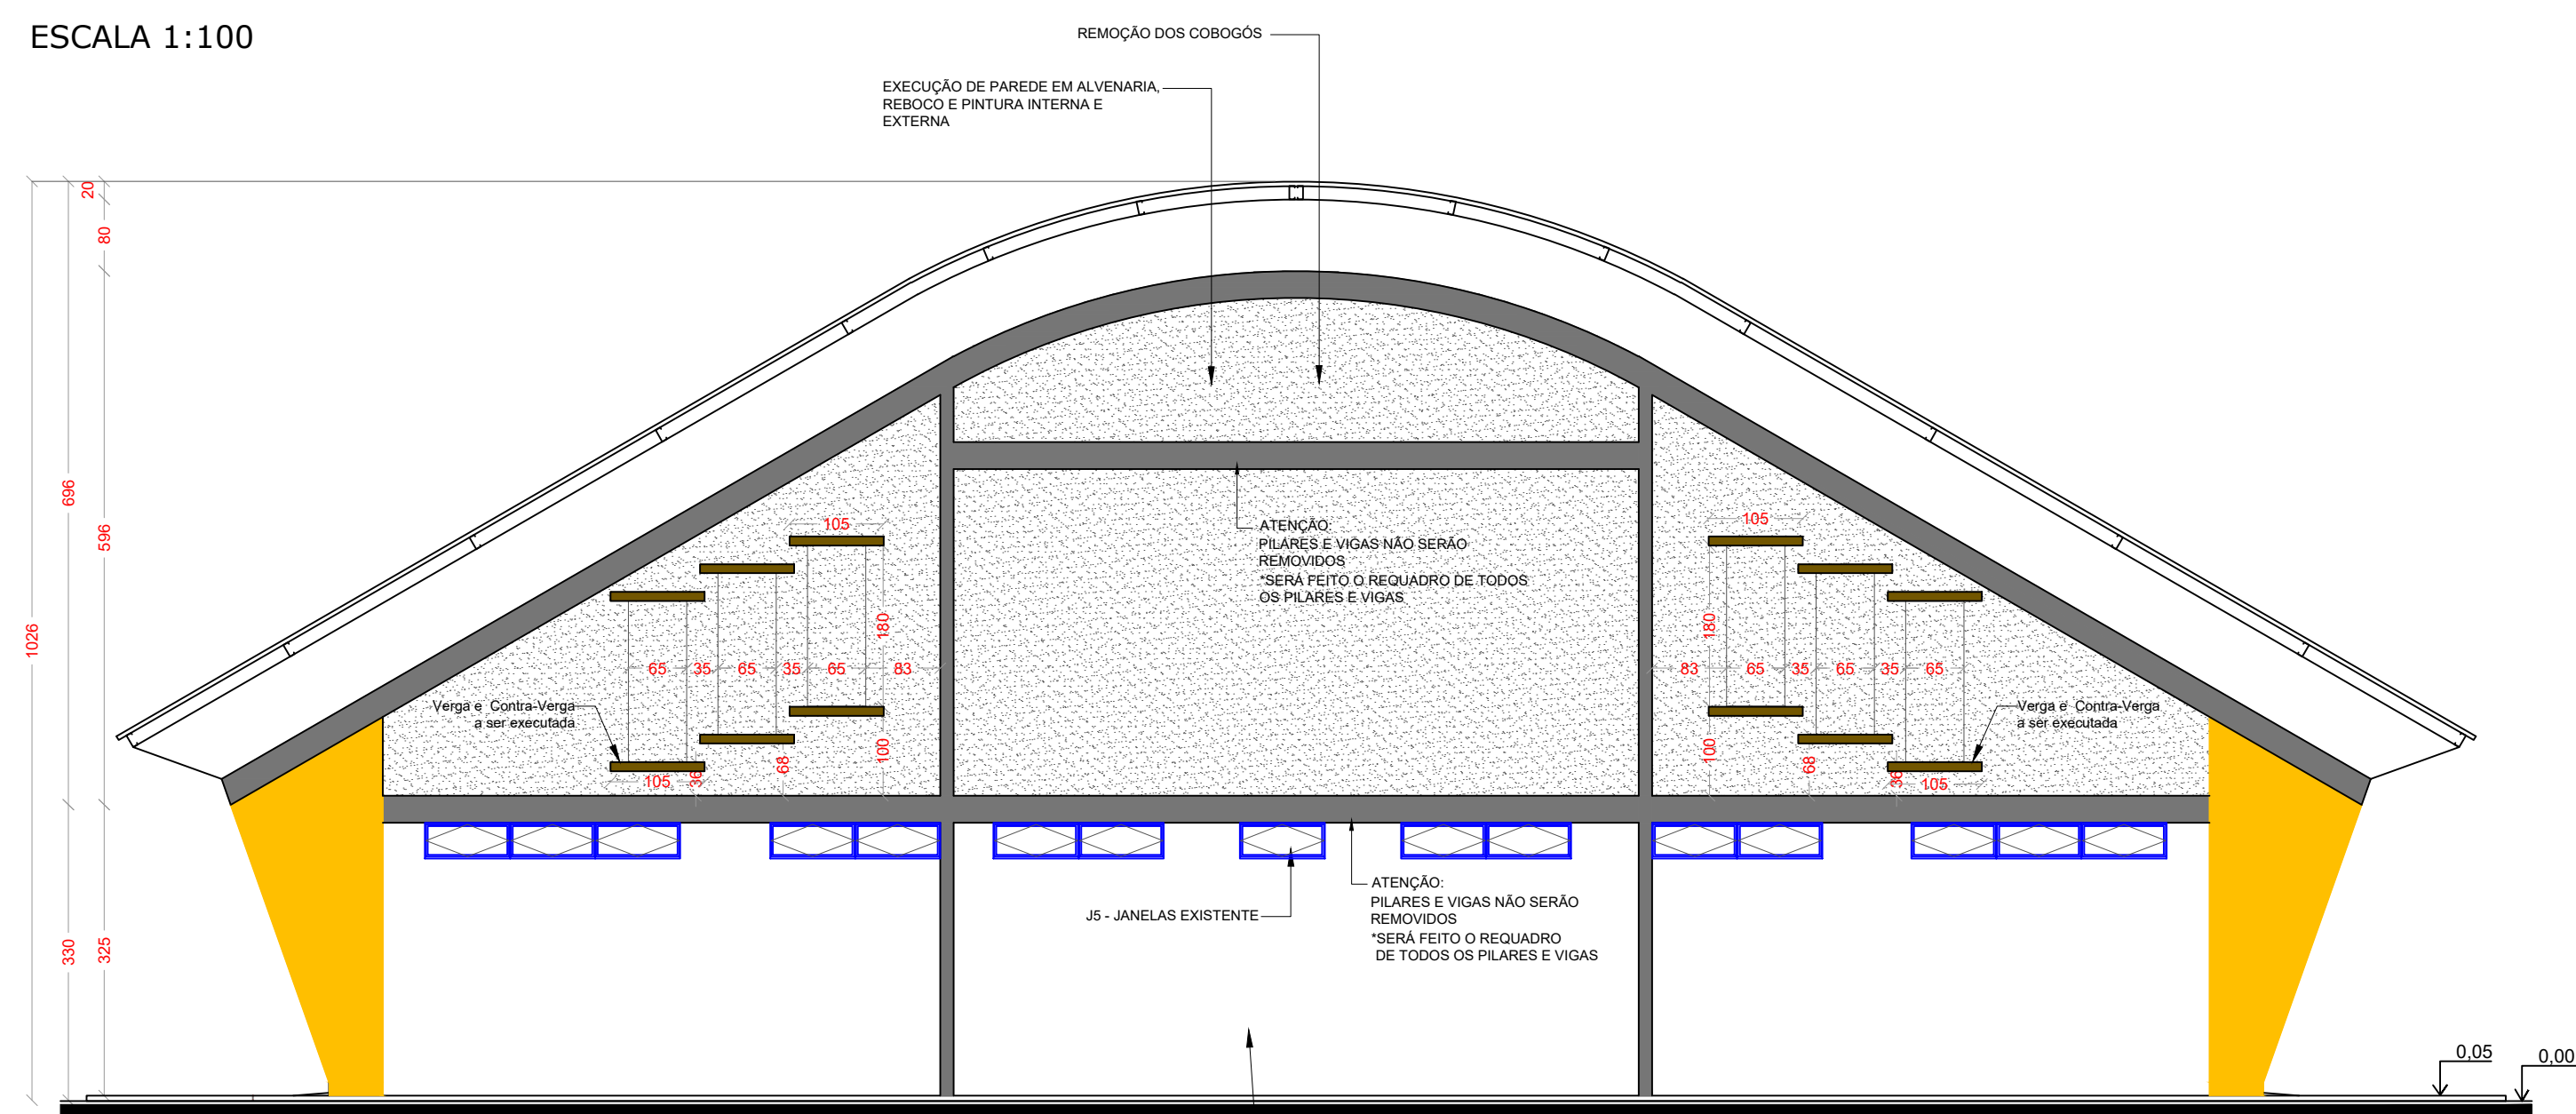 ESCALA 1:100
REMOÇÃO DOS COBOGÓS
EXECUÇÃO DE PAREDE EM ALVENARIA,
REBOCO E PINTURA INTERNA E
EXTERNA
20
80
696
596
1026
330
325
105
180
65 35 65 35 65 83
Verga e Contra-Verga
a ser executada
105
36
68
100
ATENÇÃO:
PILARES E VIGAS NÃO SERÃO
REMOVIDOS
*SERÁ FEITO O REQUADRO DE TODOS
OS PILARES E VIGAS
105
180
83 65 35 65 35 65
Verga e Contra-Verga
a ser executada
100
68
36
105
J5 - JANELAS EXISTENTE
ATENÇÃO:
PILARES E VIGAS NÃO SERÃO
REMOVIDOS
*SERÁ FEITO O REQUADRO
DE TODOS OS PILARES E VIGAS
0,05
0,00